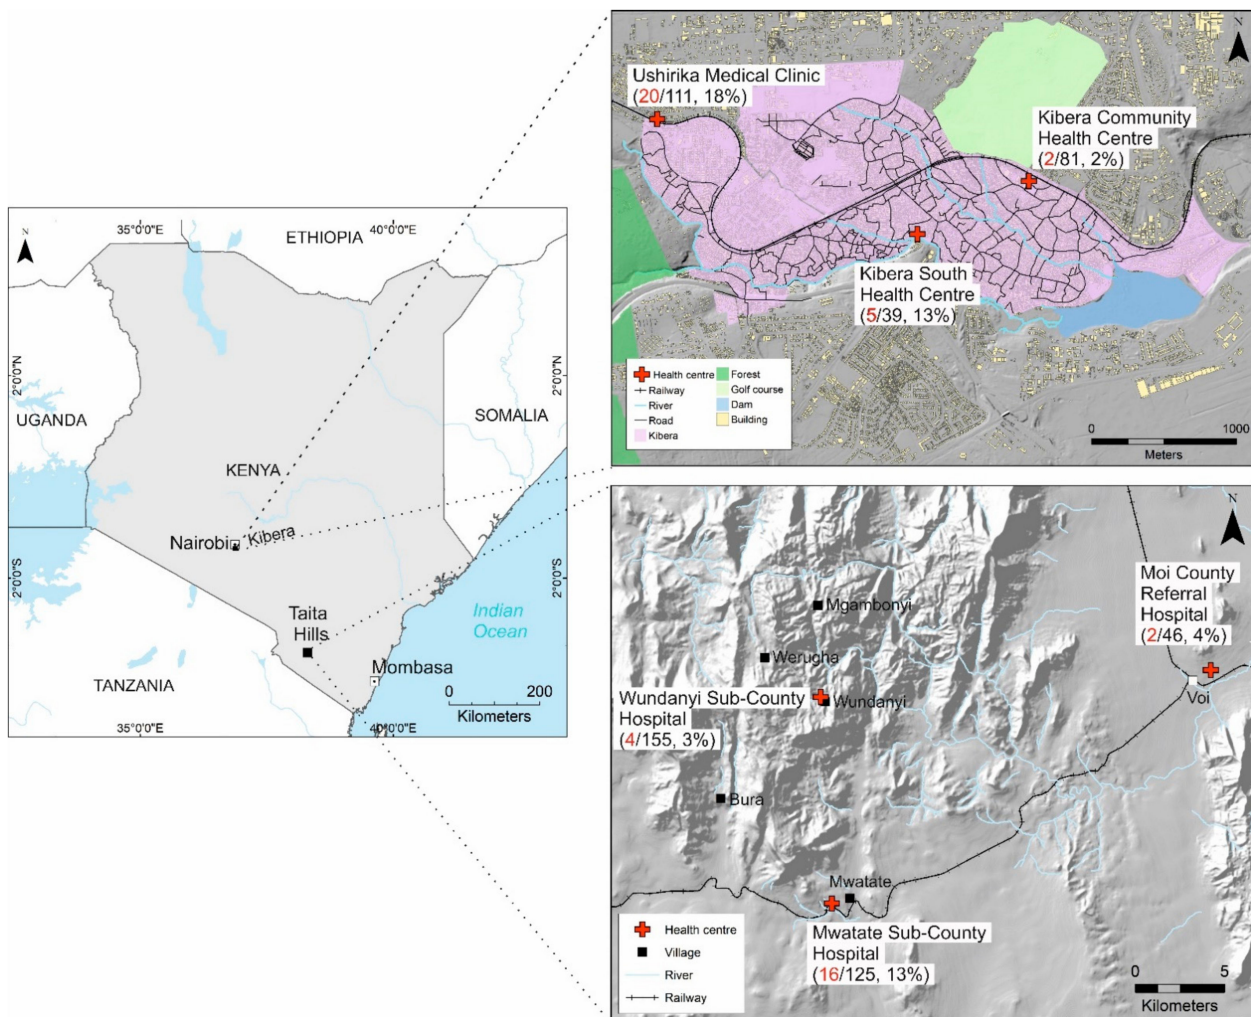 N
35°0'0"E
40°0'0"E
ETHIOPIA
2°0'0"N
2°0'0"N
UGANDA
SOMALIA
KENYA
Nairobi
Kibera
2°0'0"S
2°0'0"S
Taita
Hills
Indian
Ocean
Mombasa
TANZANIA
0 200
Kilometers
35°0'0"E
40°0'0"E
N
Ushirika Medical Clinic
(20/111, 18%)
Kibera Community
Health Centre
(2/81, 2%)
Kibera South
Health Centre
(5/39, 13%)
Health centre
Railway
River
Road
Kibera
Forest
Golf course
Dam
Building
0 1000
Meters
N
Moi County
Referral
Hospital
(2/46, 4%)
Mgambonyi
Werugha
Wundanyi Sub-County
Hospital
(4/155, 3%)
Wundanyi
Voi
Bura
Mwatate
Mwatate Sub-County
Hospital
(16/125, 13%)
Health centre
Village
River
Railway
0 5
Kilometers